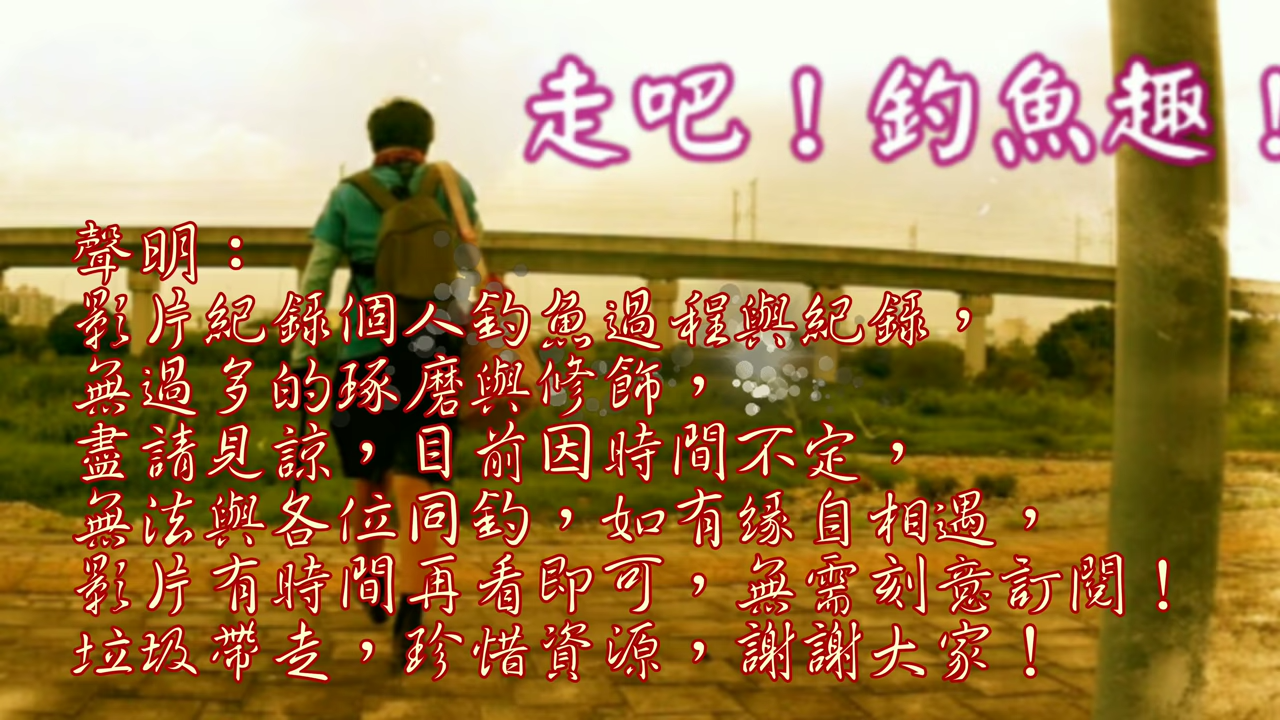 走吧！釣魚趣！
聲明：
影片紀錄個人釣魚過程與紀錄，
無過多的琢磨與修飾，
盡請見諒，目前因時間不定，
無法與各位同釣，如有緣自相遇，
影片有時間再看即可，無需刻意訂閱！
垃圾帶走，珍惜資源，謝謝大家！